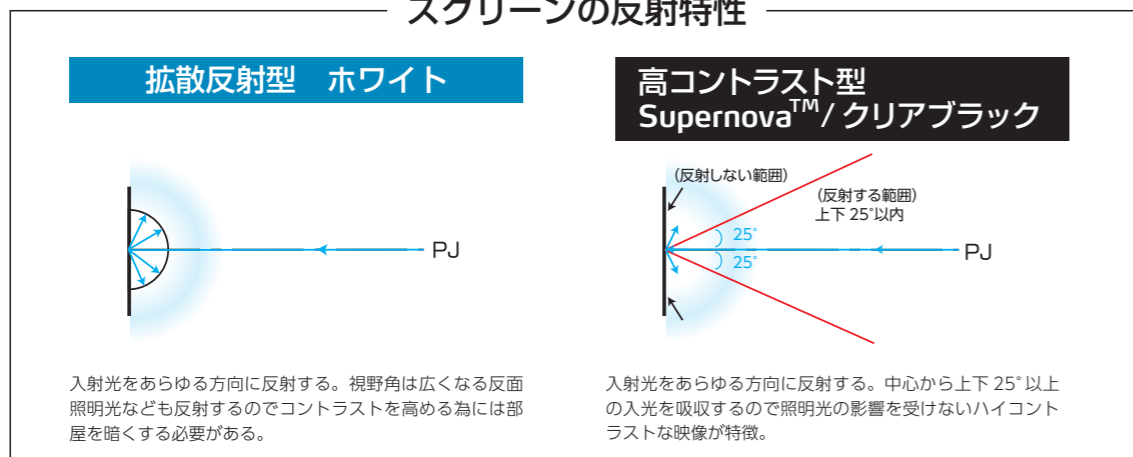 スクリーンの反射特性
拡散反射型　ホワイト
PJ
入射光をあらゆる方向に反射する。視野角は広くなる反面
照明光なども反射するのでコントラストを高める為には部
屋を暗くする必要がある。
高コントラスト型
Supernova™/ クリアブラック
(反射しない範囲)
(反射する範囲)
上下 25°以内
25°
25°
PJ
入射光をあらゆる方向に反射する。中心から上下 25°以上
の入光を吸収するので照明光の影響を受けないハイコント
ラストな映像が特徴。